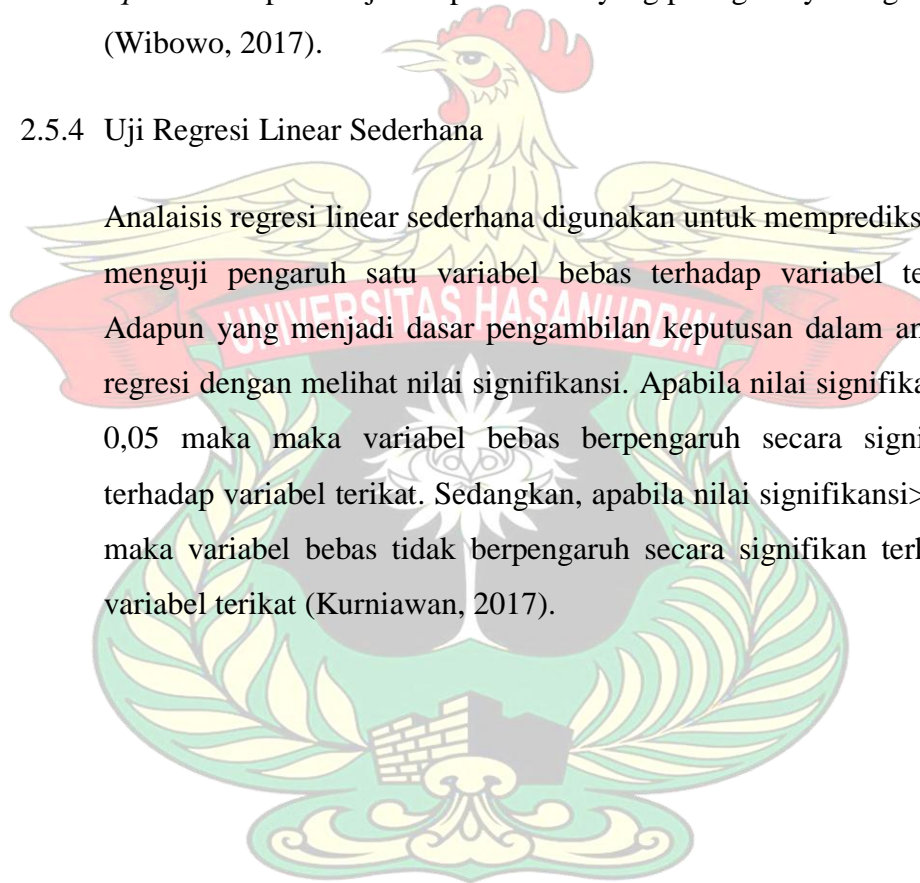 (Wibowo, 2017).
2.5.4 Uji Regresi Linear Sederhana
Analaisis regresi linear sederhana digunakan untuk memprediks
menguji pengaruh satu variabel bebas terhadap variabel te
Adapun yang menjadi dasar pengambilan keputusan dalam an
regresi dengan melihat nilai signifikansi. Apabila nilai signifika
0,05 maka maka variabel bebas berpengaruh secara signi
terhadap variabel terikat. Sedangkan, apabila nilai signifikansi>
maka variabel bebas tidak berpengaruh secara signifikan terl
variabel terikat (Kurniawan, 2017).
UNIVERSITAS HASANUDDIN